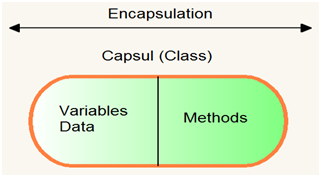 Encapsulation
Capsul (Class)
Variables
Data
Methods